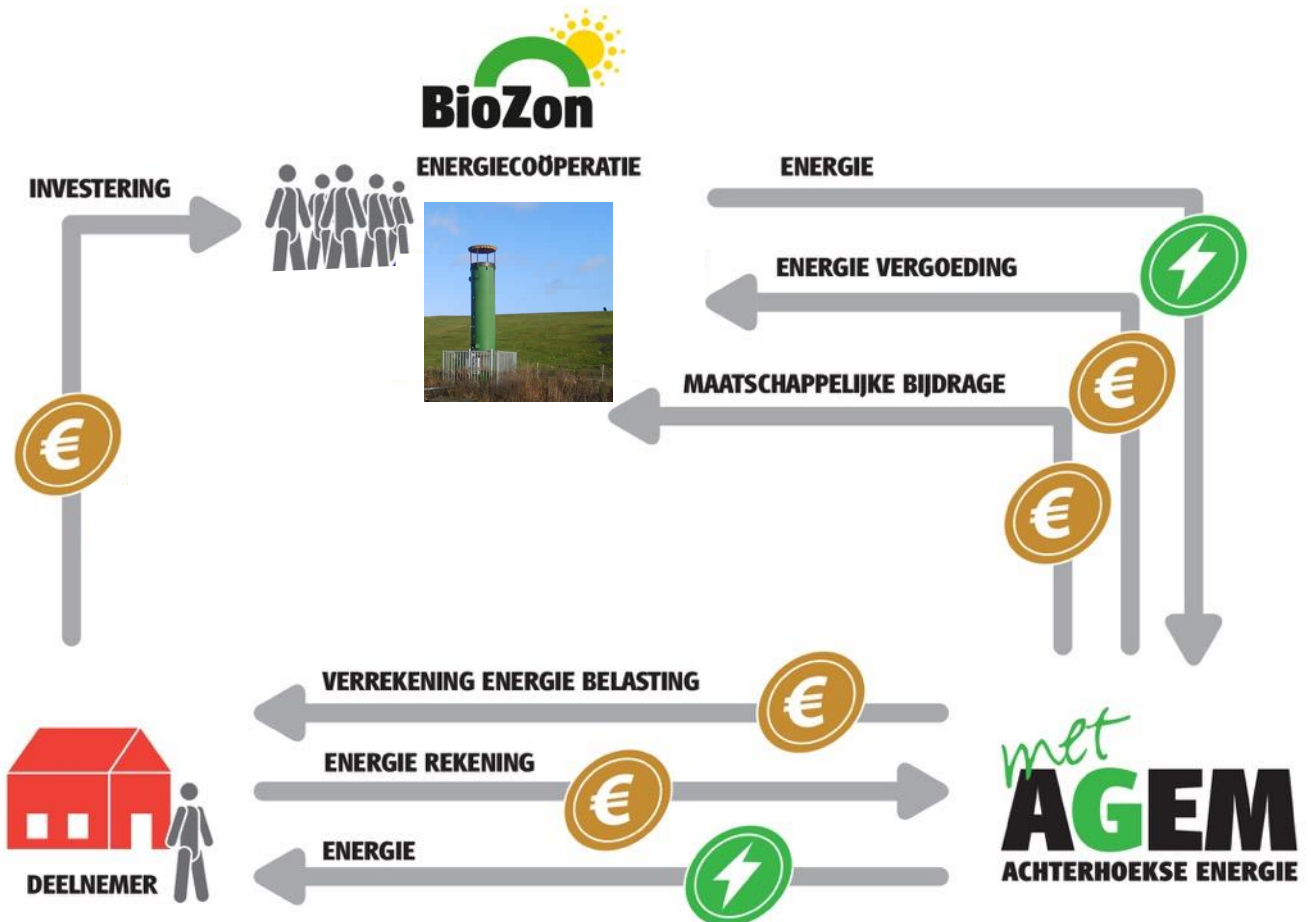 BioZon
ENERGIECOÖPERATIE
INVESTERING
ENERGIE
ENERGIE VERGOEDING
MAATSCHAPPELIJKE BIJDRAGE
€
€
€
VERREKENING ENERGIE BELASTING
€
ENERGIE REKENING
€
ENERGIE
DEELNEMER
met
AGEM
ACHTERHOEKSE ENERGIE